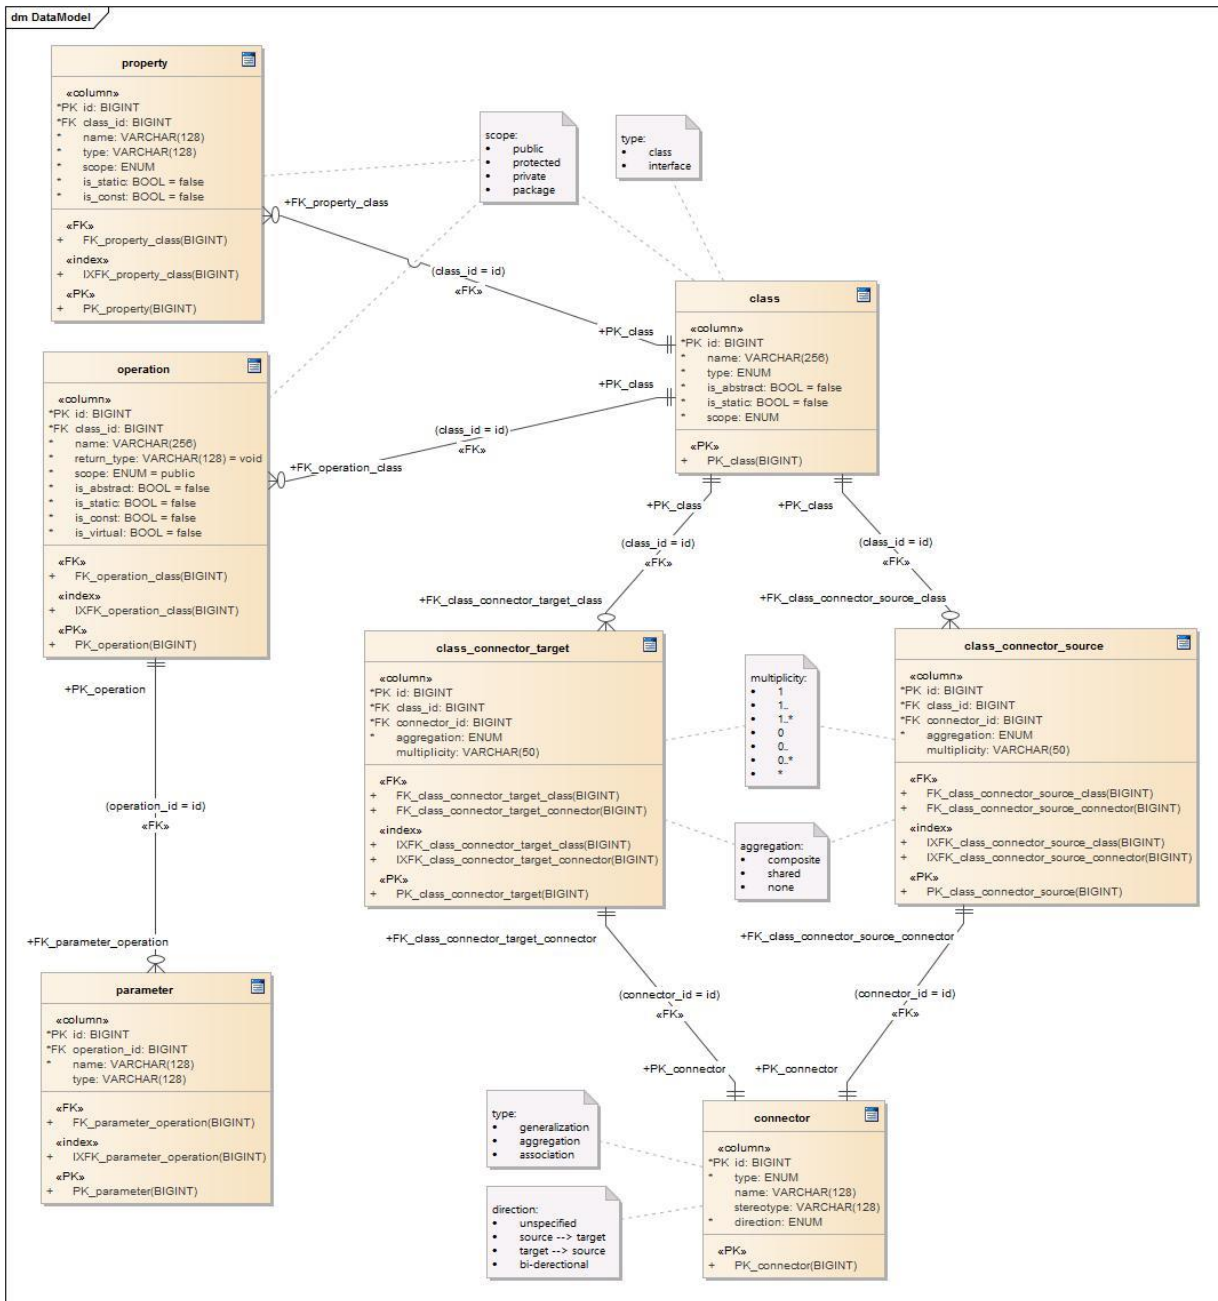 dm DataModel
property
«column»
*PK id: BIGINT
*FK class_id: BIGINT
* name: VARCHAR(128)
* type: VARCHAR(128)
* scope: ENUM
* is_static: BOOL = false
* is_const: BOOL = false
«FK»
+ FK_property_class(BIGINT)
«index»
+ IXFK_property_class(BIGINT)
«PK»
+ PK_property(BIGINT)
scope:
• public
• protected
• private
• package
type:
• class
• interface
+FK_property_class
(class_id = id)
«FK»
+PK_class
operation
«column»
*PK id: BIGINT
*FK class_id: BIGINT
* name: VARCHAR(256)
* return_type: VARCHAR(128) = void
* scope: ENUM = public
* is_abstract: BOOL = false
* is_static: BOOL = false
* is_const: BOOL = false
* is_virtual: BOOL = false
«FK»
+ FK_operation_class(BIGINT)
«index»
+ IXFK_operation_class(BIGINT)
«PK»
+ PK_operation(BIGINT)
+PK_class
(class_id = id)
«FK»
+FK_operation_class
class
«column»
*PK id: BIGINT
* name: VARCHAR(256)
* type: ENUM
* is_abstract: BOOL = false
* is_static: BOOL = false
* scope: ENUM
«PK»
+ PK_class(BIGINT)
+PK_class
(class_id = id)
«FK»
+FK_class_connector_target_class
+PK_class
(class_id = id)
«FK»
+FK_class_connector_source_class
class_connector_target
«column»
*PK id: BIGINT
*FK class_id: BIGINT
*FK connector_id: BIGINT
* aggregation: ENUM
multiplicity: VARCHAR(50)
«FK»
+ FK_class_connector_target_class(BIGINT)
+ FK_class_connector_target_connector(BIGINT)
«index»
+ IXFK_class_connector_target_class(BIGINT)
+ IXFK_class_connector_target_connector(BIGINT)
«PK»
+ PK_class_connector_target(BIGINT)
multiplicity:
• 1
• 1..
• 1..*
• 0
• 0..
• 0..*
• *
aggregation:
• composite
• shared
• none
class_connector_source
«column»
*PK id: BIGINT
*FK class_id: BIGINT
*FK connector_id: BIGINT
* aggregation: ENUM
multiplicity: VARCHAR(50)
«FK»
+ FK_class_connector_source_class(BIGINT)
+ FK_class_connector_source_connector(BIGINT)
«index»
+ IXFK_class_connector_source_class(BIGINT)
+ IXFK_class_connector_source_connector(BIGINT)
«PK»
+ PK_class_connector_source(BIGINT)
+PK_operation
(operation_id = id)
«FK»
+FK_parameter_operation
parameter
«column»
*PK id: BIGINT
*FK operation_id: BIGINT
* name: VARCHAR(128)
type: VARCHAR(128)
«FK»
+ FK_parameter_operation(BIGINT)
«index»
+ IXFK_parameter_operation(BIGINT)
«PK»
+ PK_parameter(BIGINT)
+FK_class_connector_target_connector
(connector_id = id)
«FK»
+PK_connector
+FK_class_connector_source_connector
(connector_id = id)
«FK»
+PK_connector
type:
• generalization
• aggregation
• association
direction:
• unspecified
• source --> target
• target --> source
• bi-derectional
connector
«column»
*PK id: BIGINT
* type: ENUM
name: VARCHAR(128)
stereotype: VARCHAR(128)
* direction: ENUM
«PK»
+ PK_connector(BIGINT)